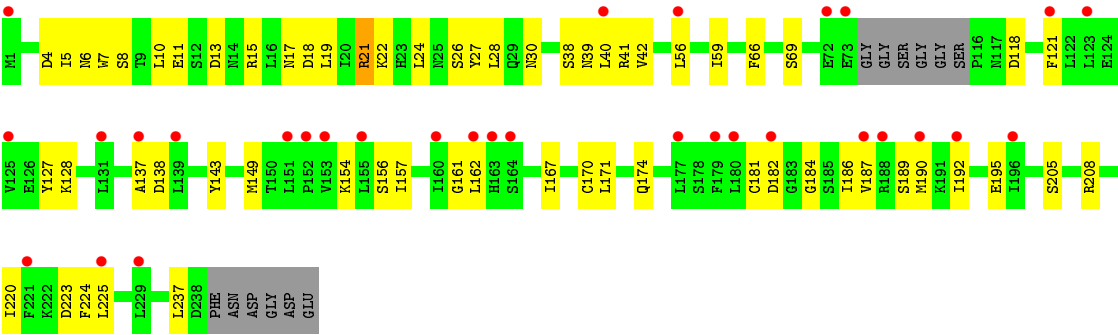 M1 D4 I5 N6 W7 S8 T9 L10 E11 S12 D13 N14 R15 L16 N17 D18 L19 I20 R21 K22 H23 L24 N25 S26 Y27 L28 Q29 N30 S38 N39 L40 R41 V42 L56 I59 F66 S69 E72 E73 GLY GLY SER GLY GLY SER P116 N117 D118 F121 L122 L123 E124
V125 E126 Y127 K128 L131 A137 D138 L139 Y143 M149 T150 L151 P152 V153 K154 L155 S156 I157 I160 G161 L162 H163 S164 I167 C170 L171 Q174 L177 S178 F179 L180 C181 D182 G183 G184 S185 I186 V187 R188 S189 M190 K191 I192 E195 I196 S205 R208
I220 F221 K222 D223 F224 L225 L229 L237 D238 PHE ASN ASP GLY ASP GLU